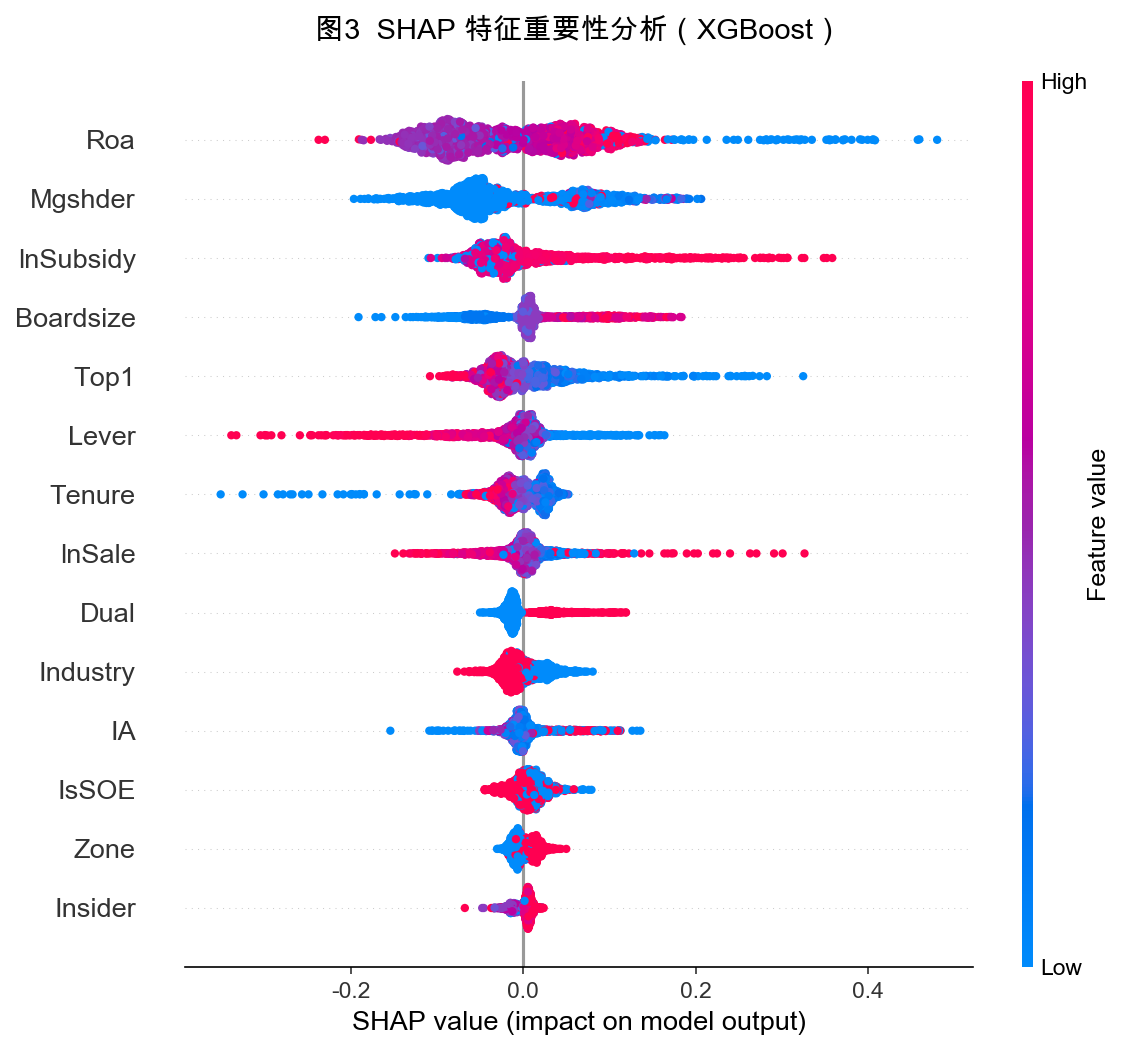 图3 SHAP 特征重要性分析（XGBoost）
High
Roa
Mgshder
lnSubsidy
Boardsize
Top1
Lever
Tenure
lnSale
Dual
Industry
IA
IsSOE
Zone
Insider
Feature value
Low
-0.2 0.0 0.2 0.4
SHAP value (impact on model output)